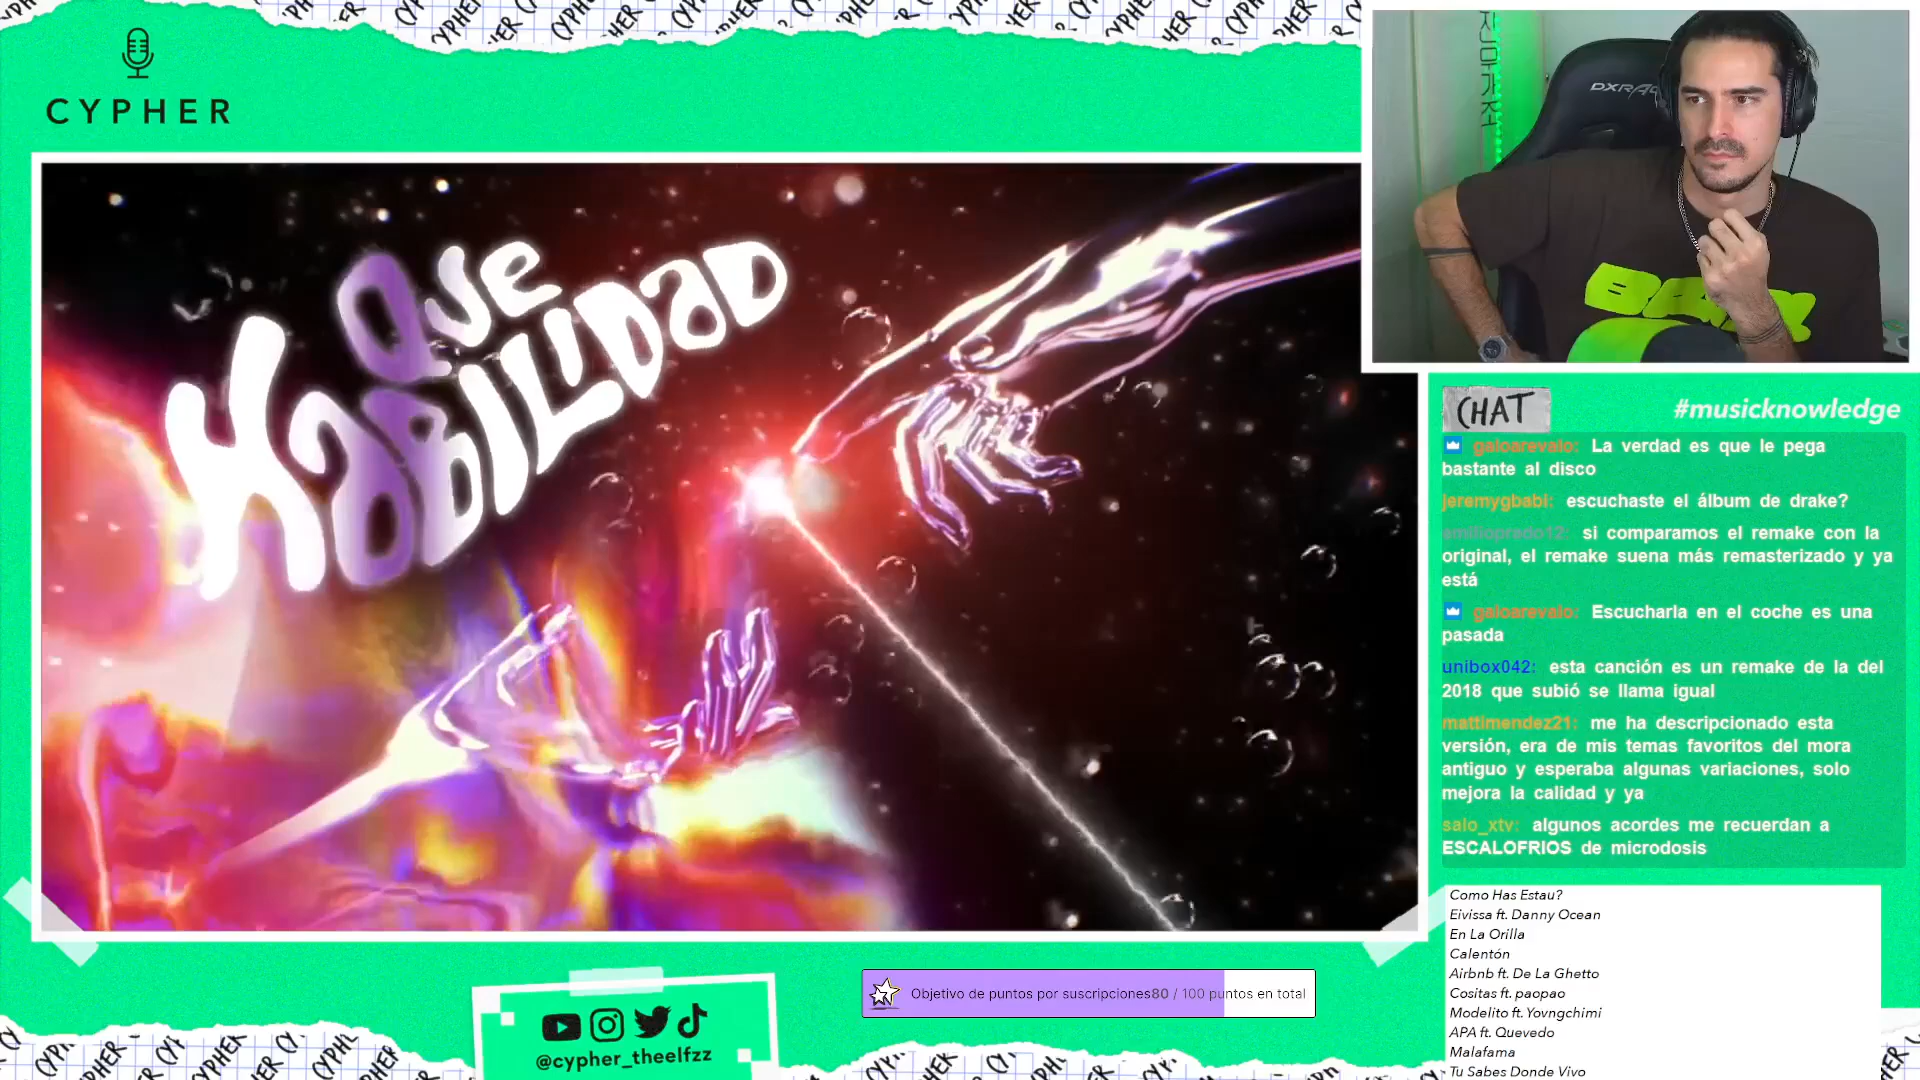 CYPHER
Que
Habilidad
DXRAC
CHAT
#musicknowledge
galoarevalo: La verdad es que le pega
bastante al disco
jeremygbabi: escuchaste el álbum de drake?
emilioprado12: si comparamos el remake con la
original, el remake suena más remasterizado y ya
está
galoarevalo: Escucharla en el coche es una
pasada
unibox042: esta canción es un remake de la del
2018 que subió se llama igual
mattimendez21: me ha descripcionado esta
versión, era de mis temas favoritos del mora
antiguo y esperaba algunas variaciones, solo
mejora la calidad y ya
salo_xtv: algunos acordes me recuerdan a
ESCALOFRIOS de microdosis
Como Has Estau?
Eivissa ft. Danny Ocean
En La Orilla
Calentón
Airbnb ft. De La Ghetto
Cositas ft. paopao
Modelito ft. Yovngchimi
APA ft. Quevedo
Malafama
Tu Sabes Donde Vivo
Objetivo de puntos por suscripciones 80 / 100 puntos en total
@cypher_theelfzz